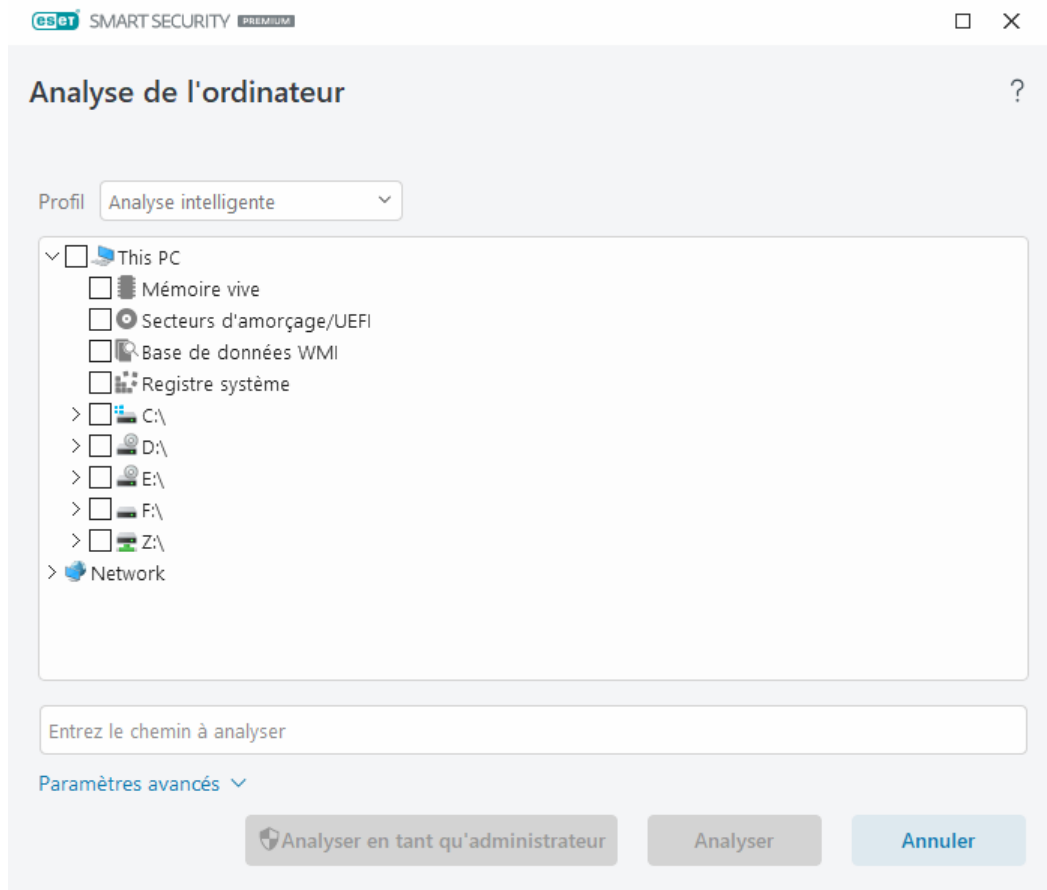 eset SMART SECURITY PREMIUM
Analyse de l'ordinateur ?
Profil Analyse intelligente
This PC
Mémoire vive
Secteurs d'amorçage/UEFI
Base de données WMI
Registre système
C:\
D:\
E:\
F:\
Z:\
Network
Entrez le chemin à analyser
Paramètres avancés
Analyser en tant qu'administrateur Analyser Annuler